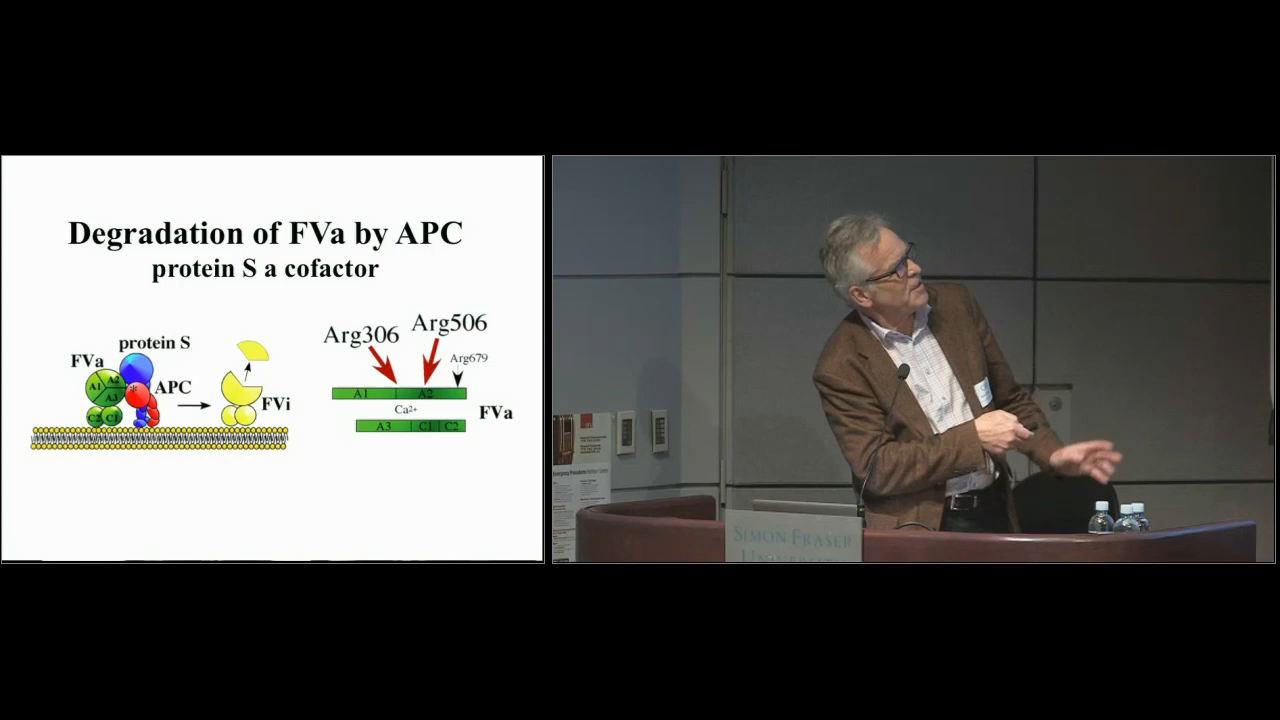 Degradation of FVa by APC
protein S a cofactor
protein S
FVa
A1
A2
A3
C2
C1
*
APC
FVi
Arg306
Arg506
Arg679
A1
A2
Ca2+
FVa
A3
C1
C2
SIMON FRASER
UNIVERSITY